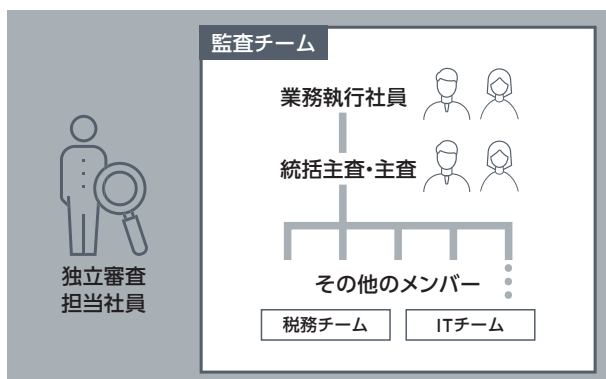 監査チーム
業務執行社員
統括主査・主査
独立審査
担当社員
その他のメンバー
税務チーム
ITチーム